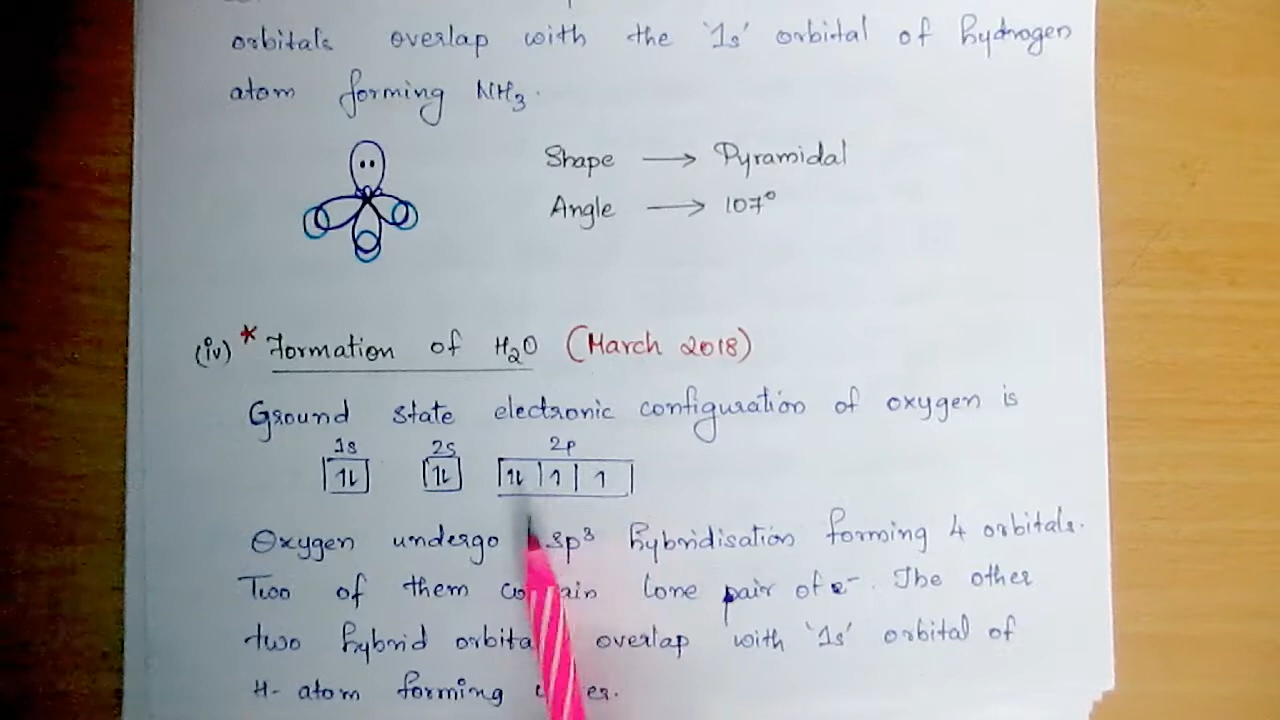 orbitals overlap with the '1s' orbital of hydrogen
atom forming NH3.
Shape → Pyramidal
Angle → 107°
(iv) * Formation of H2O (March 2018)
Ground state electronic configuration of oxygen is
1s 2s 2p
1L 1L 1L 1 1
Oxygen undergo sp³ hybridisation forming 4 orbitals.
Two of them lone pair of e⁻. The other
two hybrid overlap with '1s' orbital of
H- atom forming